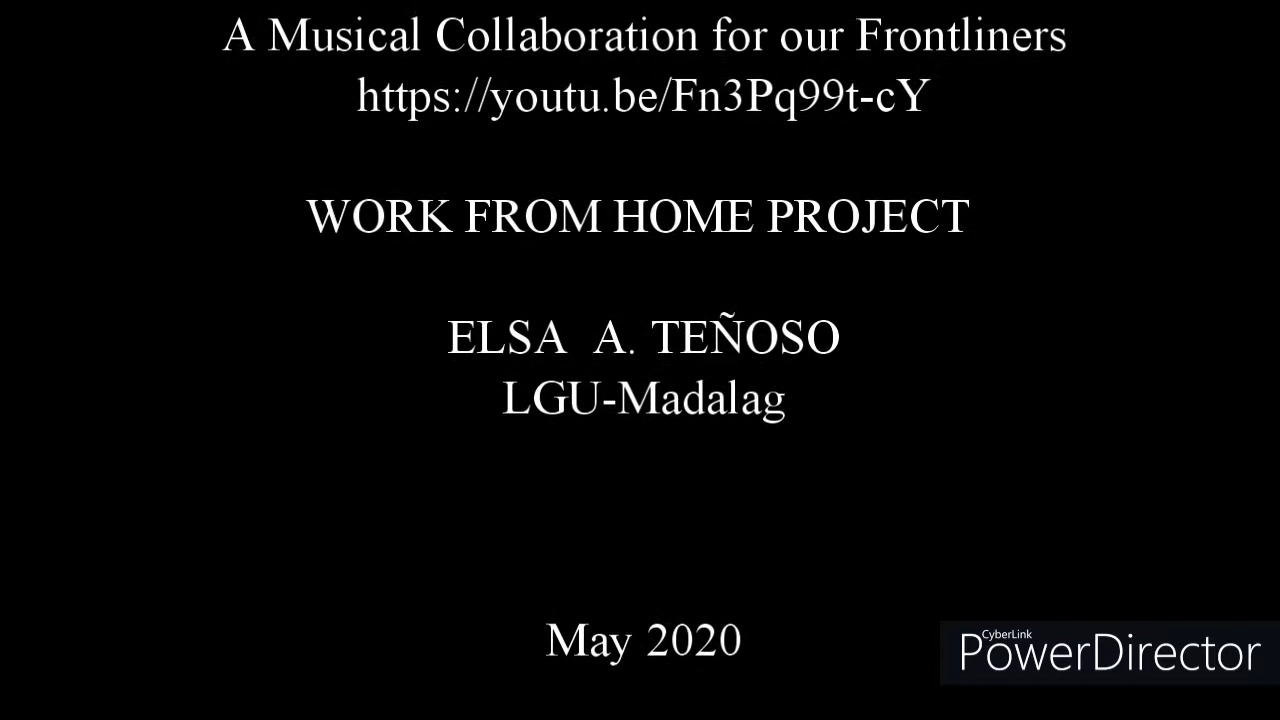 A Musical Collaboration for our Frontliners
https://youtu.be/Fn3Pq99t-cY
WORK FROM HOME PROJECT
ELSA A. TEÑOSO
LGU-Madalag
May 2020
CyberLink
PowerDirector